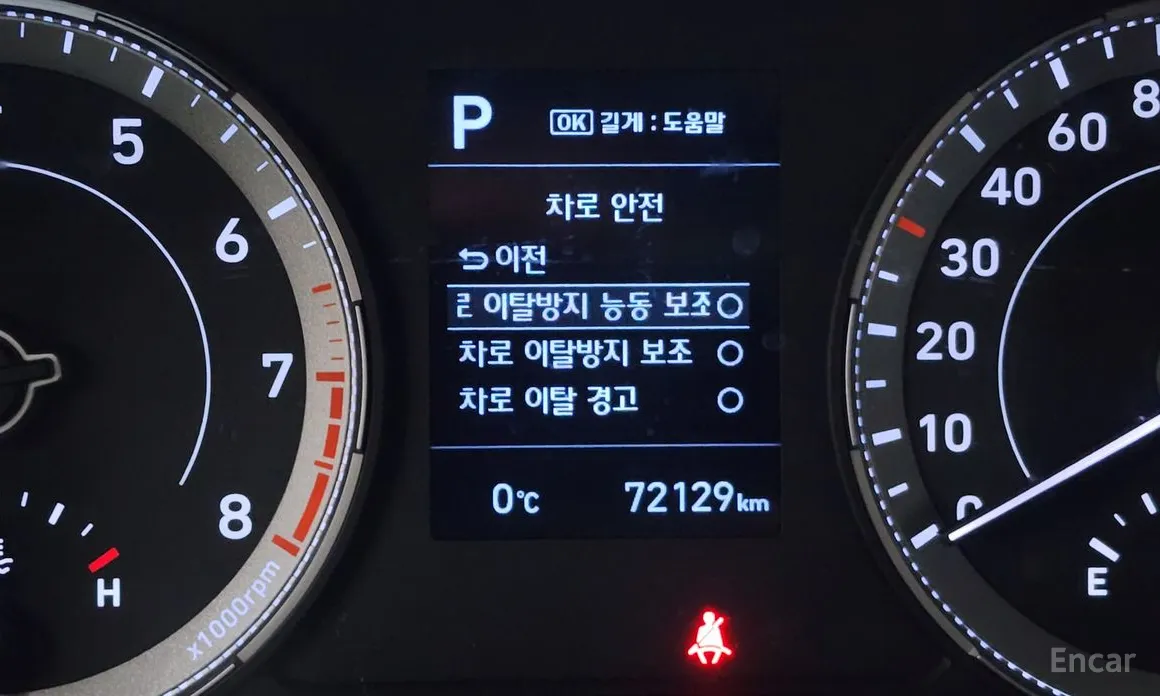 P
OK 길게 : 도움말
차로 안전
이전
이탈방지 능동 보조
차로 이탈방지 보조
차로 이탈 경고
0℃ 72129km
5
6
7
8
x1000rpm
H
80
60
40
30
20
10
0
E
Encar